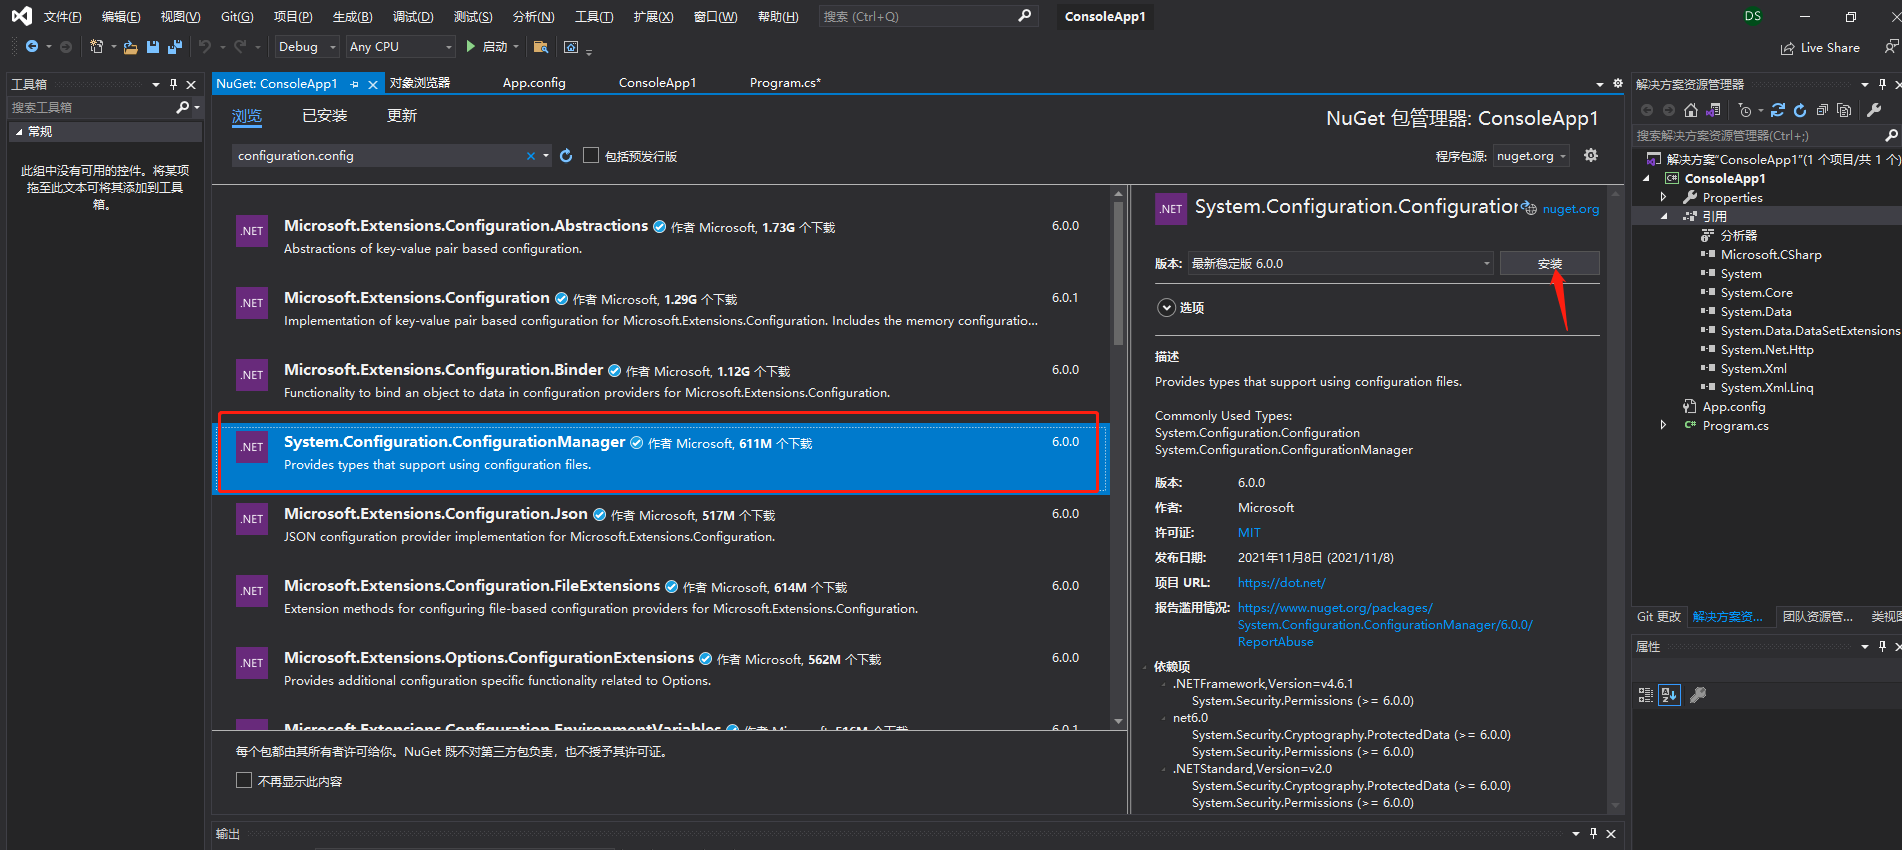 文件(F) 编辑(E) 视图(V) Git(G) 项目(P) 生成(B) 调试(D) 测试(S) 分析(N) 工具(T) 扩展(X) 窗口(W) 帮助(H) 搜索 (Ctrl+Q) ConsoleApp1 DS
Debug Any CPU 启动 Live Share
工具箱
搜索工具箱
常规
此组中没有可用的控件。将某项
拖至此文本可将其添加到工具
箱。
NuGet: ConsoleApp1 对象浏览器 App.config ConsoleApp1 Program.cs*
浏览 已安装 更新
NuGet 包管理器: ConsoleApp1
configuration.config
包括预发行版
程序包源: nuget.org
.NET
Microsoft.Extensions.Configuration.Abstractions 作者 Microsoft, 1.73G 个下载 6.0.0
Abstractions of key-value pair based configuration.
.NET
Microsoft.Extensions.Configuration 作者 Microsoft, 1.29G 个下载 6.0.1
Implementation of key-value pair based configuration for Microsoft.Extensions.Configuration. Includes the memory configuratio...
.NET
Microsoft.Extensions.Configuration.Binder 作者 Microsoft, 1.12G 个下载 6.0.0
Functionality to bind an object to data in configuration providers for Microsoft.Extensions.Configuration.
.NET
System.Configuration.ConfigurationManager 作者 Microsoft, 611M 个下载 6.0.0
Provides types that support using configuration files.
.NET
Microsoft.Extensions.Configuration.Json 作者 Microsoft, 517M 个下载 6.0.0
JSON configuration provider implementation for Microsoft.Extensions.Configuration.
.NET
Microsoft.Extensions.Configuration.FileExtensions 作者 Microsoft, 614M 个下载 6.0.0
Extension methods for configuring file-based configuration providers for Microsoft.Extensions.Configuration.
.NET
Microsoft.Extensions.Options.ConfigurationExtensions 作者 Microsoft, 562M 个下载 6.0.0
Provides additional configuration specific functionality related to Options.
Microsoft.Extensions.Configuration.EnvironmentVariables 作者 Microsoft, 516M 个下载 6.0.1
每个包都由其所有者许可给你。NuGet 既不对第三方包负责，也不授予其许可证。
不再显示此内容
.NET
System.Configuration.Configuration
nuget.org
版本: 最新稳定版 6.0.0 安装
选项
描述
Provides types that support using configuration files.
Commonly Used Types:
System.Configuration.Configuration
System.Configuration.ConfigurationManager
版本: 6.0.0
作者: Microsoft
许可证: MIT
发布日期: 2021年11月8日 (2021/11/8)
项目 URL: https://dot.net/
报告滥用情况: https://www.nuget.org/packages/
System.Configuration.ConfigurationManager/6.0.0/
ReportAbuse
依赖项
.NETFramework,Version=v4.6.1
System.Security.Permissions (>= 6.0.0)
net6.0
System.Security.Cryptography.ProtectedData (>= 6.0.0)
System.Security.Permissions (>= 6.0.0)
.NETStandard,Version=v2.0
System.Security.Cryptography.ProtectedData (>= 6.0.0)
System.Security.Permissions (>= 6.0.0)
输出
解决方案资源管理器
搜索解决方案资源管理器(Ctrl+;)
解决方案"ConsoleApp1"(1 个项目/共 1 个)
ConsoleApp1
Properties
引用
分析器
Microsoft.CSharp
System
System.Core
System.Data
System.Data.DataSetExtensions
System.Net.Http
System.Xml
System.Xml.Linq
App.config
Program.cs
Git 更改 解决方案资... 团队资源管... 类视图
属性